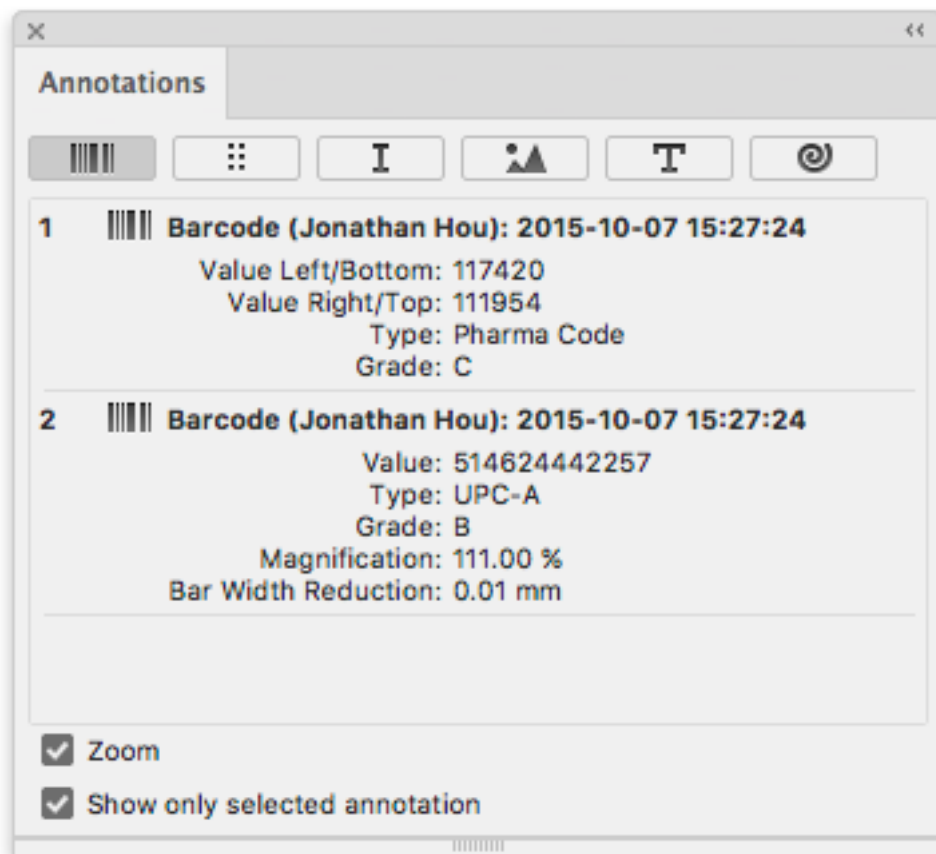 Annotations
1 Barcode (Jonathan Hou): 2015-10-07 15:27:24
Value Left/Bottom: 117420
Value Right/Top: 111954
Type: Pharma Code
Grade: C
2 Barcode (Jonathan Hou): 2015-10-07 15:27:24
Value: 514624442257
Type: UPC-A
Grade: B
Magnification: 111.00 %
Bar Width Reduction: 0.01 mm
Zoom
Show only selected annotation